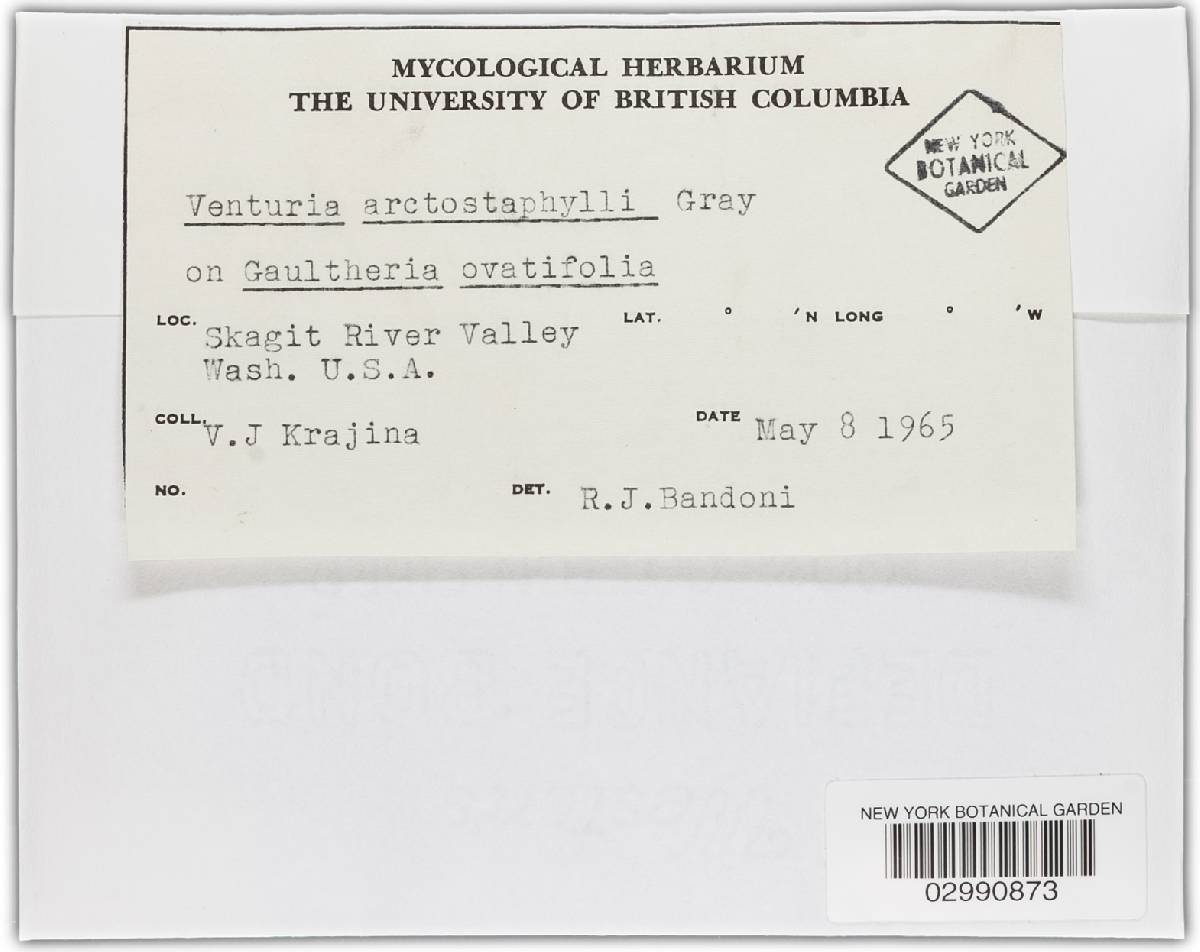 MYCOLOGICAL HERBARIUM
THE UNIVERSITY OF BRITISH COLUMBIA
NEW YORK
BOTANICAL
GARDEN
Venturia arctostaphylli Gray
on Gaultheria ovatifolia
LOC. Skagit River Valley LAT. ° 'N LONG ° 'W
Wash. U.S.A.
COLL. V.J Krajina DATE May 8 1965
NO. DET. R.J.Bandoni
NEW YORK BOTANICAL GARDEN
02990873